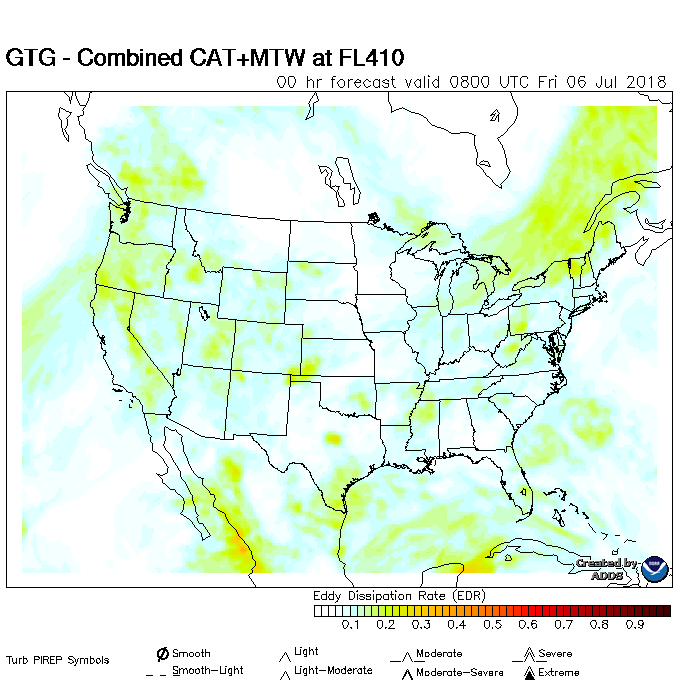 GTG - Combined CAT+MTW at FL410
00 hr forecast valid 0800 UTC Fri 06 Jul 2018
Created by
ADDS
Eddy Dissipation Rate (EDR)
0.1 0.2 0.3 0.4 0.5 0.6 0.7 0.8 0.9
Turb PIREP Symbols
Smooth Light Moderate Severe
Smooth-Light Light-Moderate Moderate-Severe Extreme